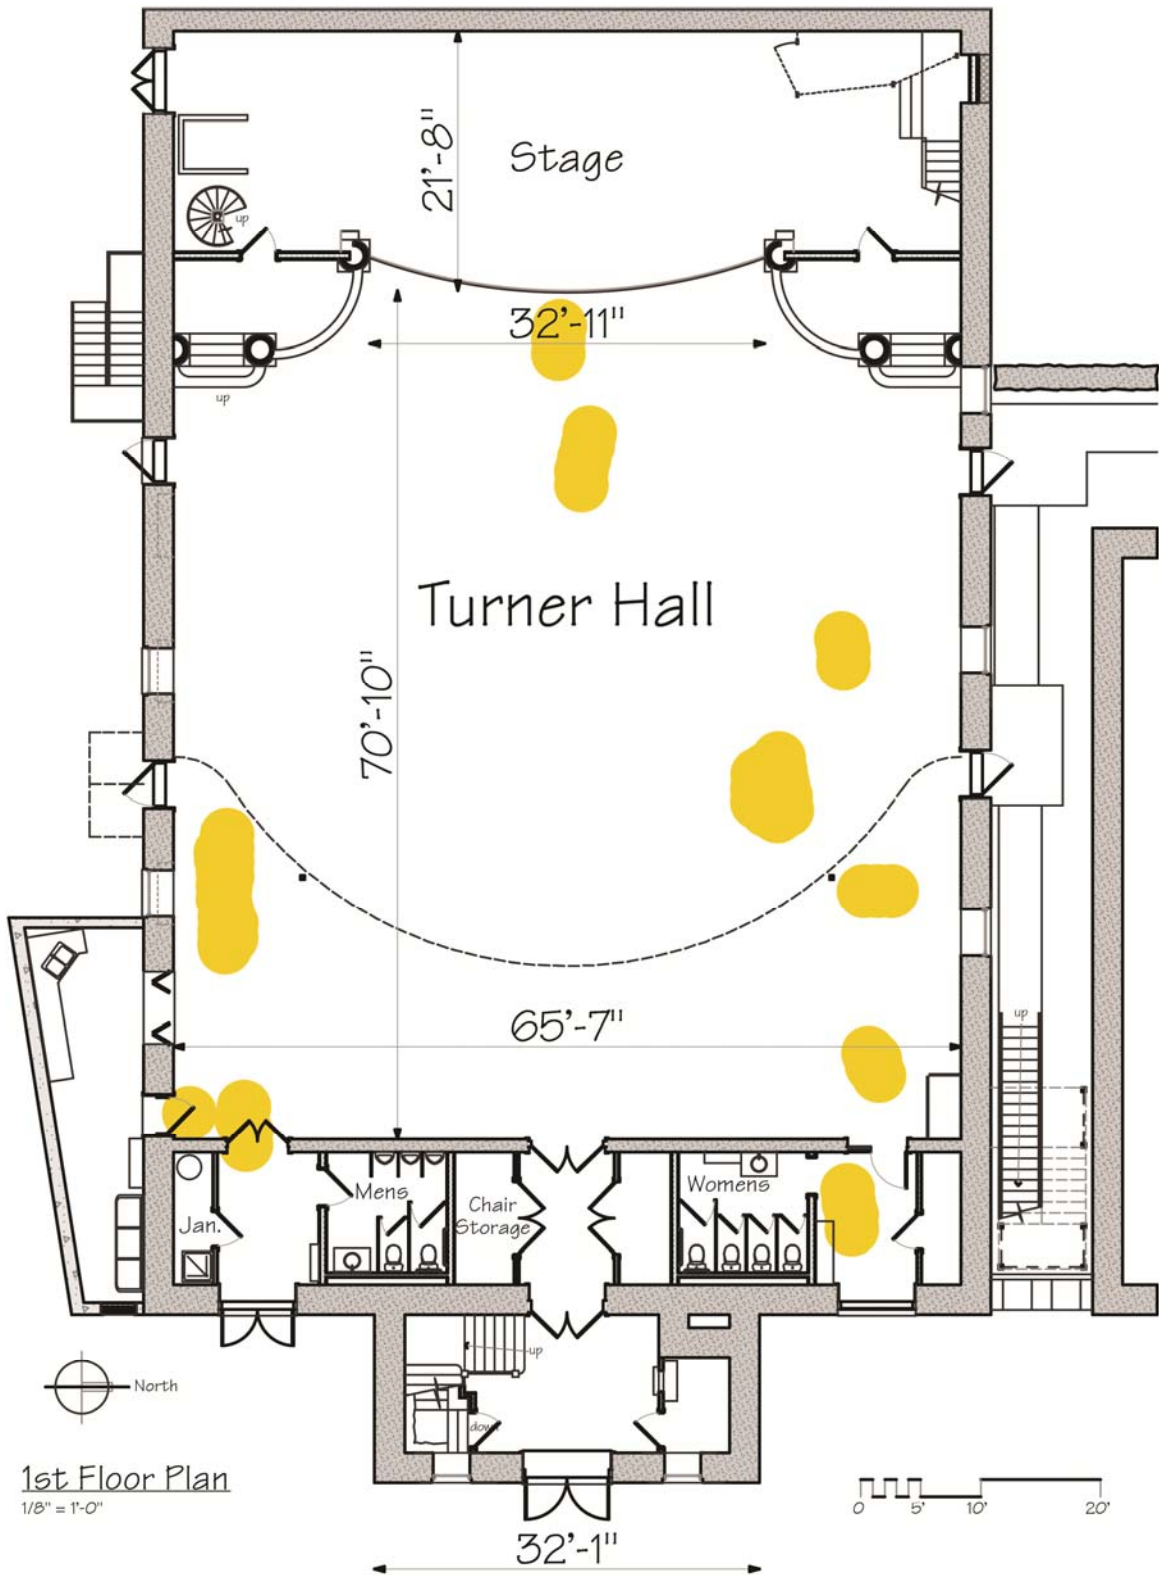 21'-8"
Stage
up
32'-11"
up
Turner Hall
70'-10"
65'-7"
up
Mens
Womens
Chair
Storage
Jan.
up
North
down
1st Floor Plan
1/8" = 1'-0"
0 5' 10' 20'
32'-1"